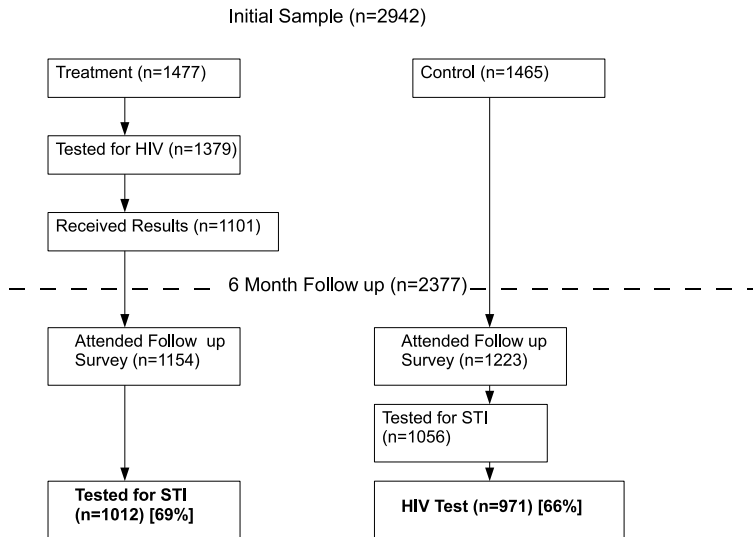 Initial Sample (n=2942)
Treatment (n=1477)
Control (n=1465)
Tested for HIV (n=1379)
Received Results (n=1101)
6 Month Follow up (n=2377)
Attended Follow up
Survey (n=1154)
Attended Follow up
Survey (n=1223)
Tested for STI
(n=1056)
Tested for STI
(n=1012) [69%]
HIV Test (n=971) [66%]